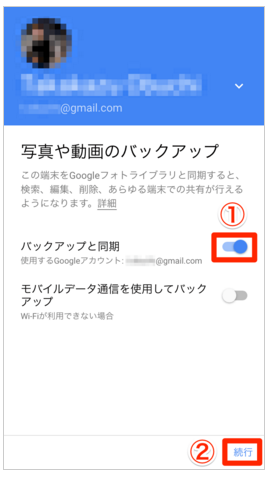 @gmail.com
写真や動画のバックアップ
この端末をGoogleフォトライブラリと同期すると、
検索、編集、削除、あらゆる端末での共有が行える
ようになります。詳細
①
バックアップと同期
使用するGoogleアカウント: @gmail.com
モバイルデータ通信を使用してバック
アップ
Wi-Fiが利用できない場合
② 続行